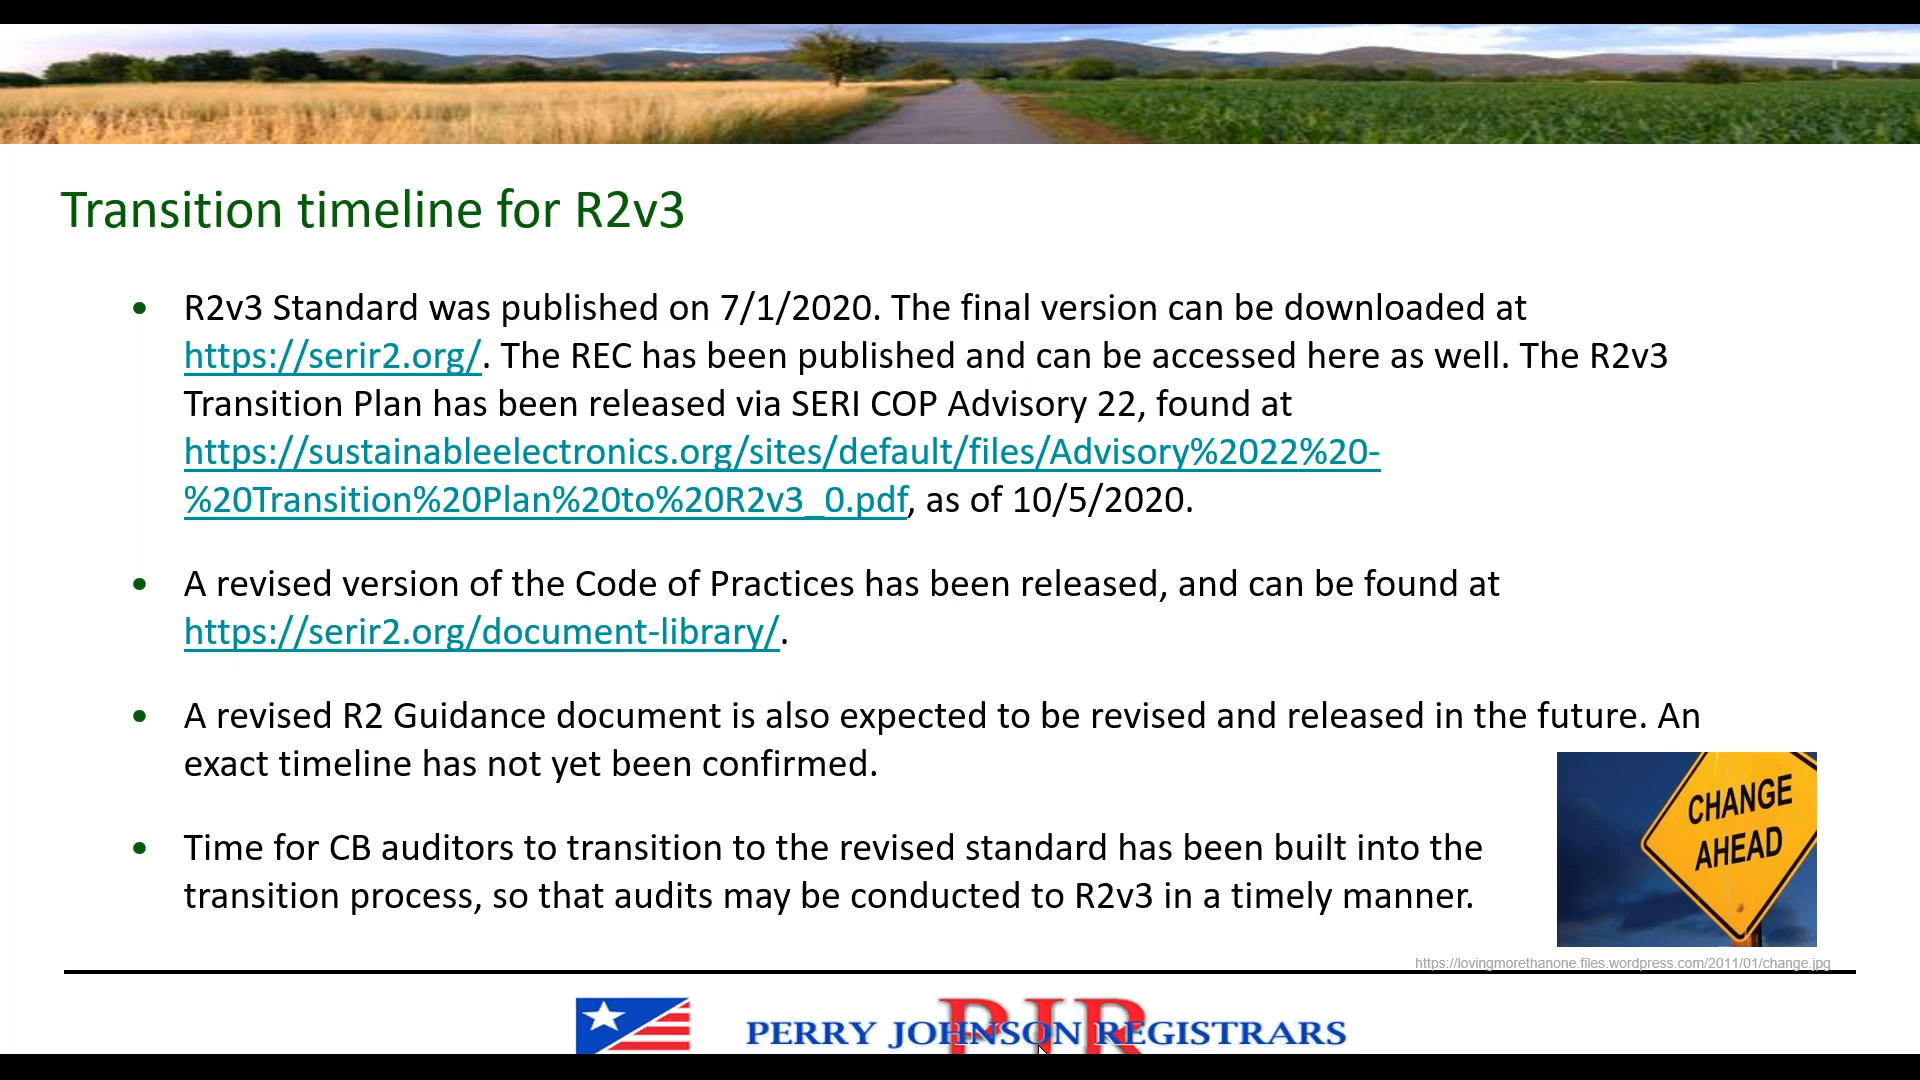 Transition timeline for R2v3
• R2v3 Standard was published on 7/1/2020. The final version can be downloaded at
https://serir2.org/. The REC has been published and can be accessed here as well. The R2v3
Transition Plan has been released via SERI COP Advisory 22, found at
https://sustainableelectronics.org/sites/default/files/Advisory%2022%20-
%20Transition%20Plan%20to%20R2v3_0.pdf, as of 10/5/2020.
• A revised version of the Code of Practices has been released, and can be found at
https://serir2.org/document-library/.
• A revised R2 Guidance document is also expected to be revised and released in the future. An
exact timeline has not yet been confirmed.
• Time for CB auditors to transition to the revised standard has been built into the
transition process, so that audits may be conducted to R2v3 in a timely manner.
CHANGE
AHEAD
https://lovingmorethanone.files.wordpress.com/2011/01/change.jpg
PJR
PERRY JOHNSON REGISTRARS